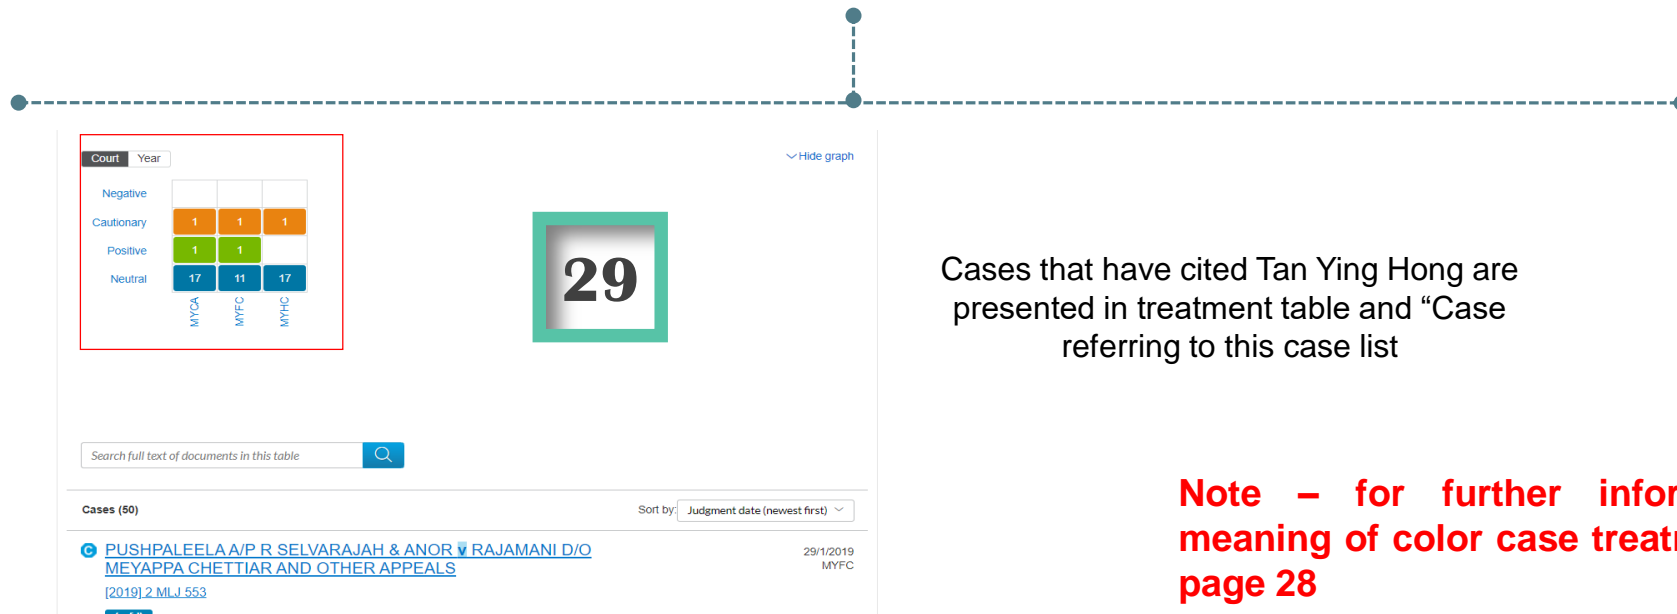 Court Year
Hide graph
Negative
Cautionary 1 1 1
Positive 1 1
Neutral 17 11 17
MYCA MYFC MYHC
29
Cases that have cited Tan Ying Hong are
presented in treatment table and “Case
referring to this case list
Search full text of documents in this table
Cases (50)
Sort by: Judgment date (newest first)
C PUSHPALEELA A/P R SELVARAJAH & ANOR v RAJAMANI D/O
MEYAPPA CHETTIAR AND OTHER APPEALS
29/1/2019
MYFC
[2019] 2 MLJ 553
Note – for further infor
meaning of color case treat
page 28